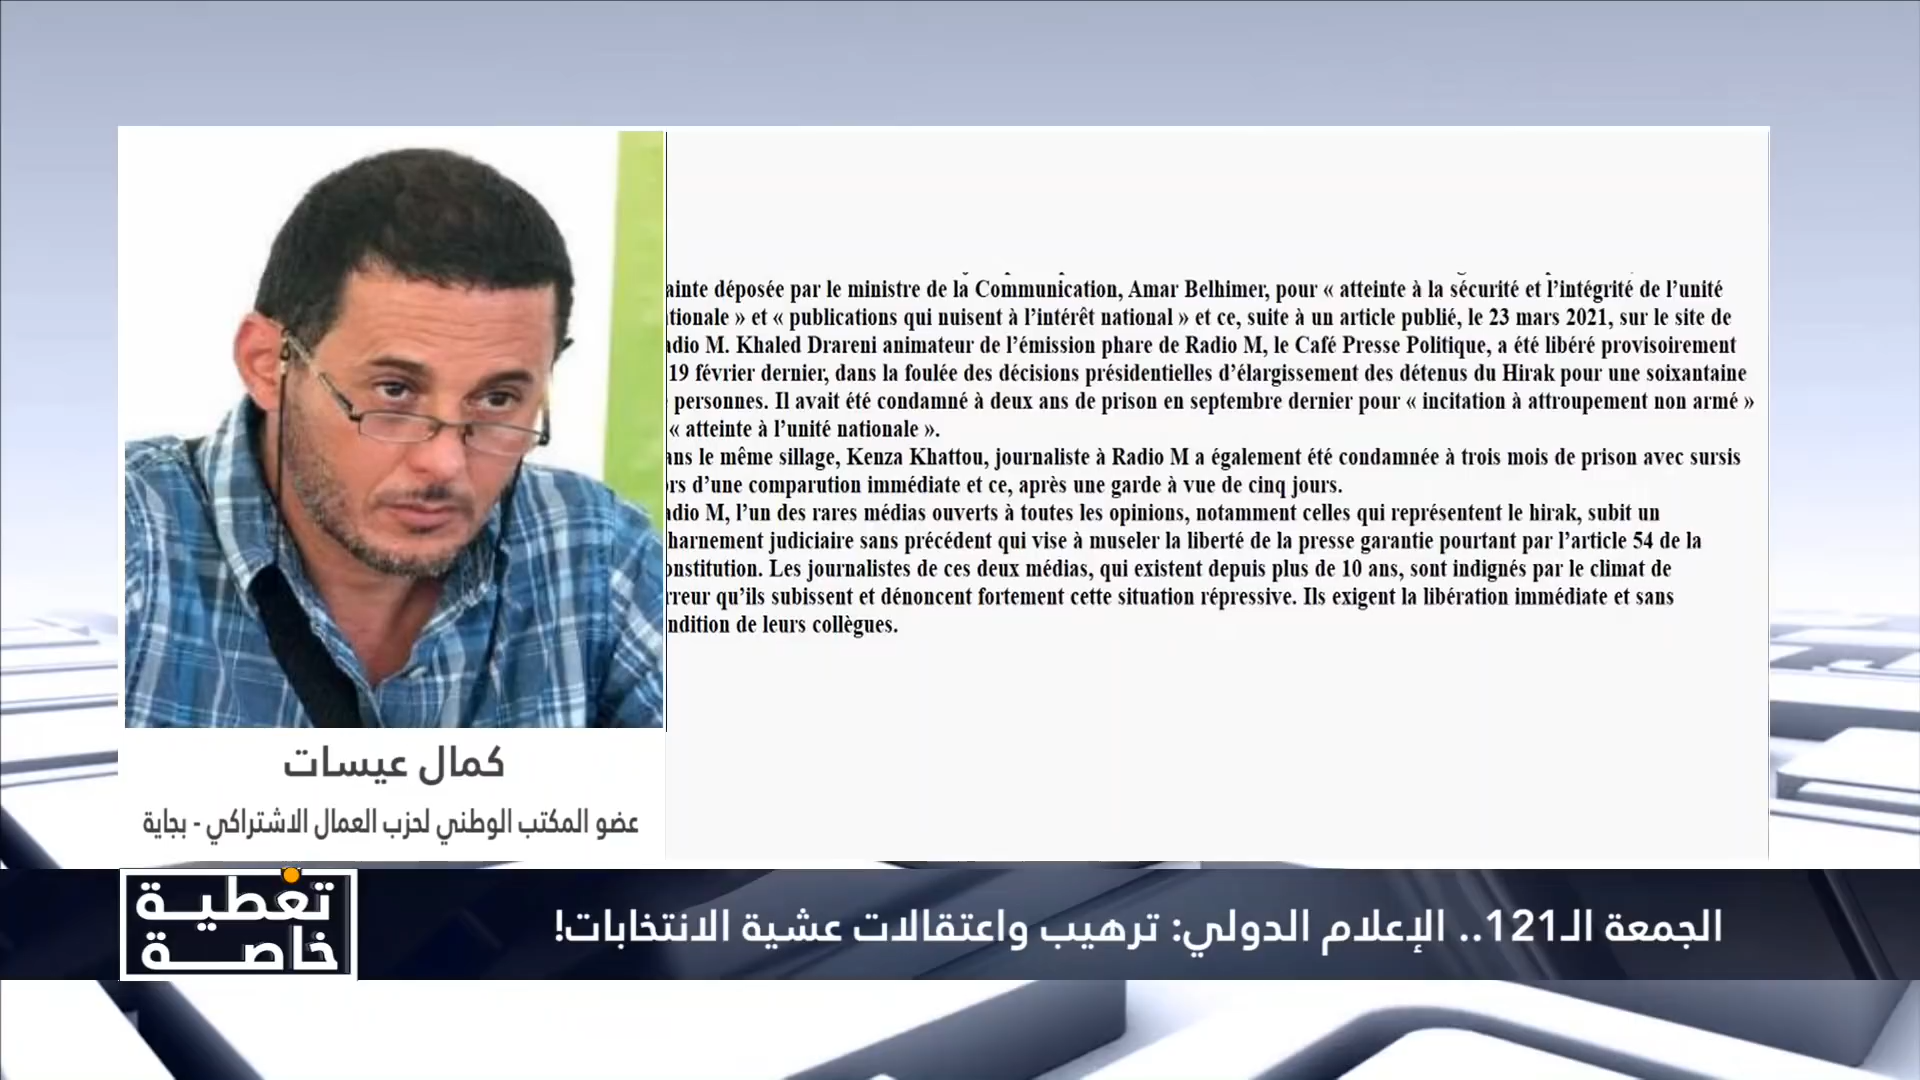 ainte déposée par le ministre de la Communication, Amar Belhimer, pour « atteinte à la sécurité et l’intégrité de l’unité
tionale » et « publications qui nuisent à l’intérêt national » et ce, suite à un article publié, le 23 mars 2021, sur le site de
dio M. Khaled Drareni animateur de l’émission phare de Radio M, le Café Presse Politique, a été libéré provisoirement
19 février dernier, dans la foulée des décisions présidentielles d’élargissement des détenus du Hirak pour une soixantaine
personnes. Il avait été condamné à deux ans de prison en septembre dernier pour « incitation à attroupement non armé »
« atteinte à l’unité nationale ».
ns le même sillage, Kenza Khattou, journaliste à Radio M a également été condamnée à trois mois de prison avec sursis
rs d’une comparution immédiate et ce, après une garde à vue de cinq jours.
dio M, l’un des rares médias ouverts à toutes les opinions, notamment celles qui représentent le hirak, subit un
harnement judiciaire sans précédent qui vise à museler la liberté de la presse garantie pourtant par l’article 54 de la
onstitution. Les journalistes de ces deux médias, qui existent depuis plus de 10 ans, sont indignés par le climat de
rreur qu’ils subissent et dénoncent fortement cette situation répressive. Ils exigent la libération immédiate et sans
ndition de leurs collègues.
كمال عيسات
عضو المكتب الوطني لحزب العمال الاشتراكي - بجاية
الجمعة الـ121.. الإعلام الدولي: ترهيب واعتقالات عشية الانتخابات!
تغطيـة
خاصـة